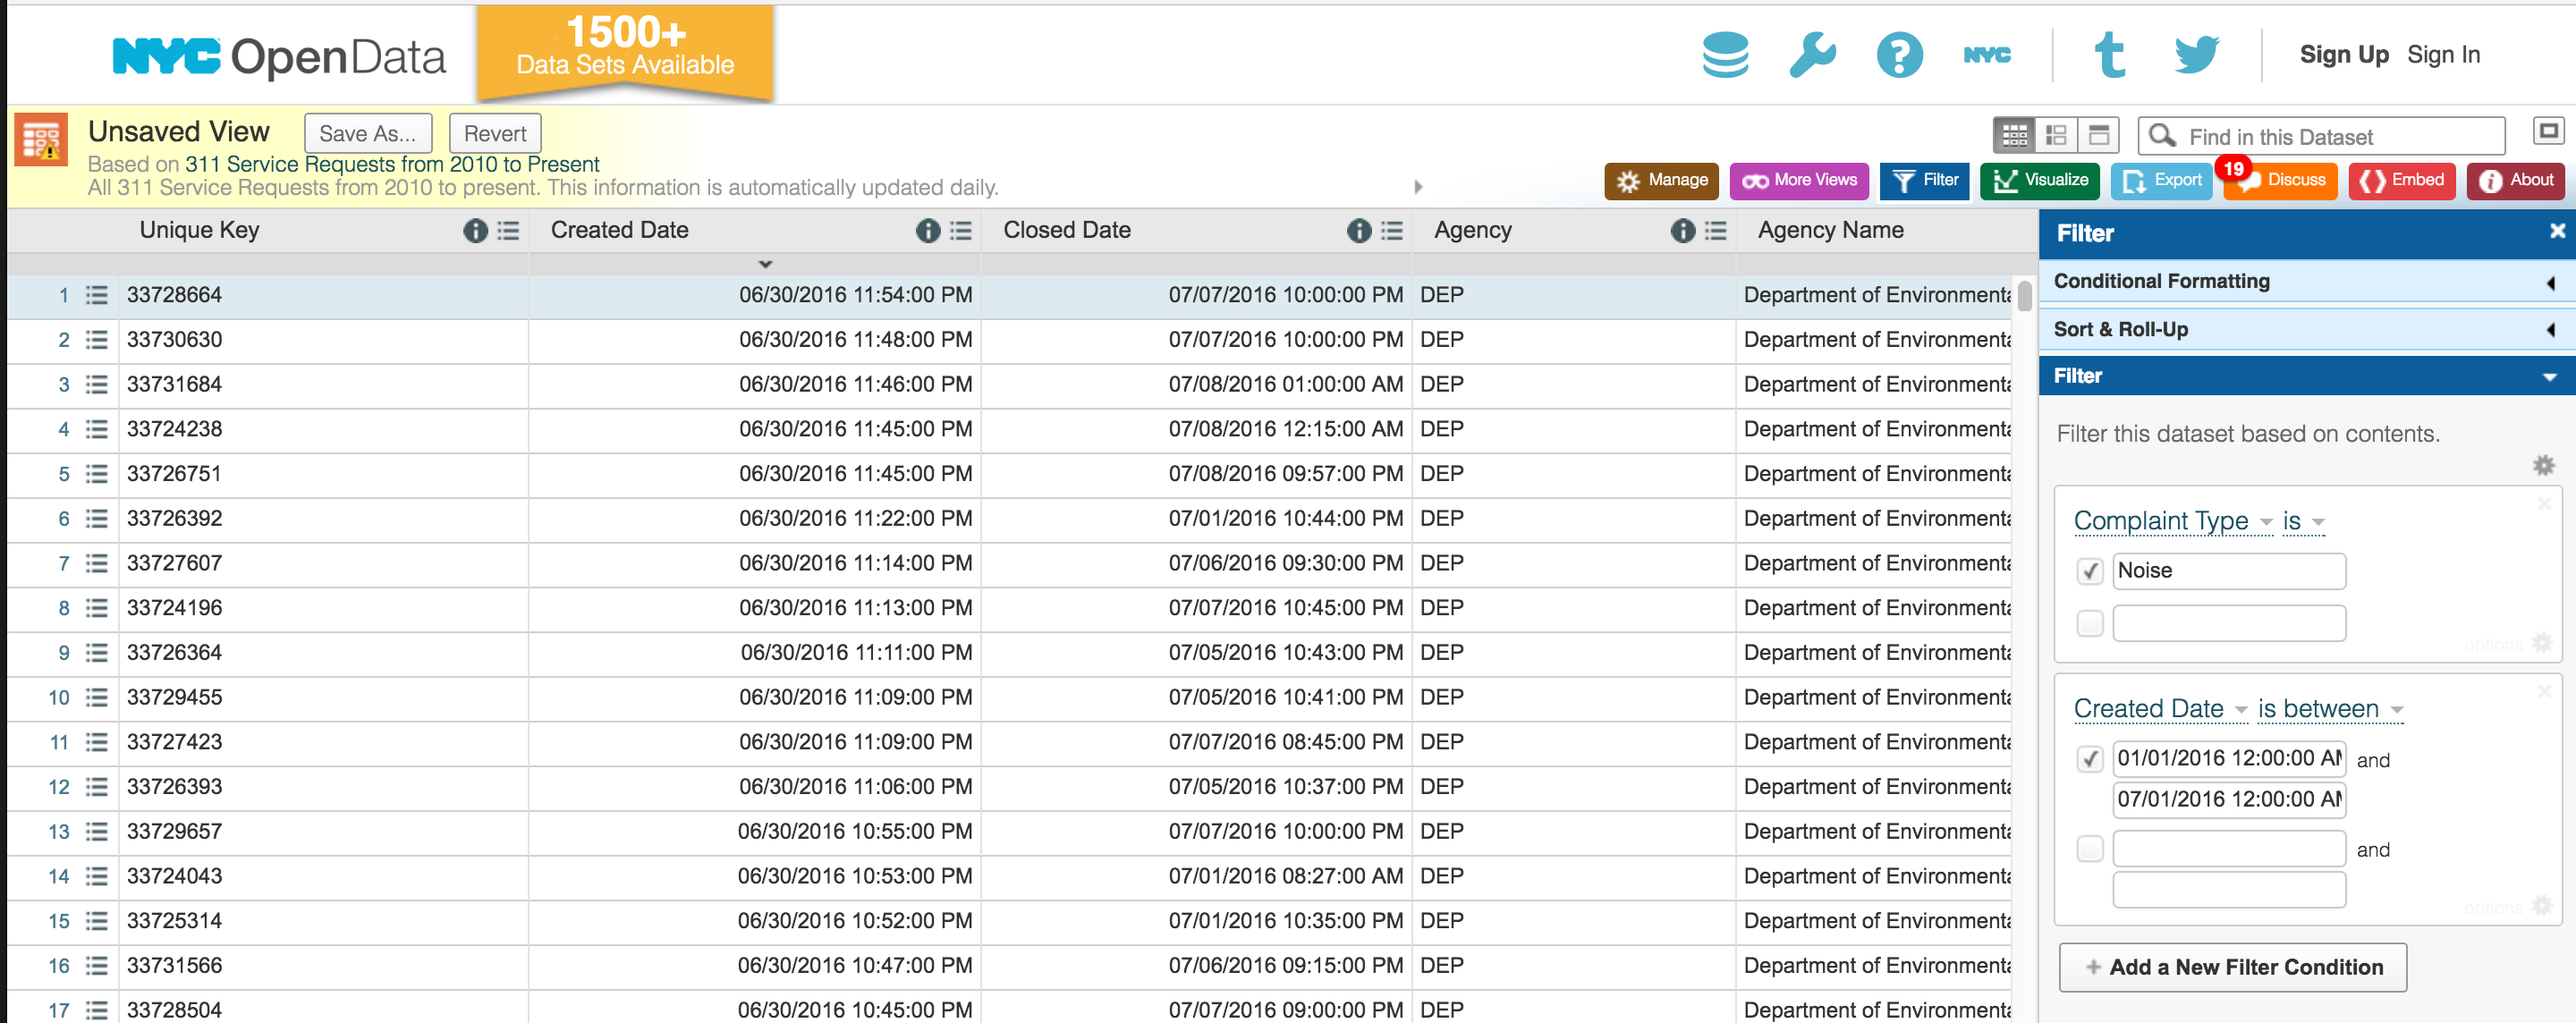 NYC OpenData
1500+
Data Sets Available
NYC
Sign Up Sign In
Unsaved View Save As... Revert
Based on 311 Service Requests from 2010 to Present
All 311 Service Requests from 2010 to present. This information is automatically updated daily.
Find in this Dataset
Manage More Views Filter Visualize Export 19 Discuss Embed About
Unique Key Created Date Closed Date Agency Agency Name
1 33728664 06/30/2016 11:54:00 PM 07/07/2016 10:00:00 PM DEP Department of Environmenta
2 33730630 06/30/2016 11:48:00 PM 07/07/2016 10:00:00 PM DEP Department of Environmenta
3 33731684 06/30/2016 11:46:00 PM 07/08/2016 01:00:00 AM DEP Department of Environmenta
4 33724238 06/30/2016 11:45:00 PM 07/08/2016 12:15:00 AM DEP Department of Environmenta
5 33726751 06/30/2016 11:45:00 PM 07/08/2016 09:57:00 PM DEP Department of Environmenta
6 33726392 06/30/2016 11:22:00 PM 07/01/2016 10:44:00 PM DEP Department of Environmenta
7 33727607 06/30/2016 11:14:00 PM 07/06/2016 09:30:00 PM DEP Department of Environmenta
8 33724196 06/30/2016 11:13:00 PM 07/07/2016 10:45:00 PM DEP Department of Environmenta
9 33726364 06/30/2016 11:11:00 PM 07/05/2016 10:43:00 PM DEP Department of Environmenta
10 33729455 06/30/2016 11:09:00 PM 07/05/2016 10:41:00 PM DEP Department of Environmenta
11 33727423 06/30/2016 11:09:00 PM 07/07/2016 08:45:00 PM DEP Department of Environmenta
12 33726393 06/30/2016 11:06:00 PM 07/05/2016 10:37:00 PM DEP Department of Environmenta
13 33729657 06/30/2016 10:55:00 PM 07/07/2016 10:00:00 PM DEP Department of Environmenta
14 33724043 06/30/2016 10:53:00 PM 07/01/2016 08:27:00 AM DEP Department of Environmenta
15 33725314 06/30/2016 10:52:00 PM 07/01/2016 10:35:00 PM DEP Department of Environmenta
16 33731566 06/30/2016 10:47:00 PM 07/06/2016 09:15:00 PM DEP Department of Environmenta
17 33728504 06/30/2016 10:45:00 PM 07/07/2016 09:00:00 PM DEP Department of Environmenta
Filter
Conditional Formatting
Sort & Roll-Up
Filter
Filter this dataset based on contents.
Complaint Type is
Noise
options
Created Date is between
01/01/2016 12:00:00 AM and
07/01/2016 12:00:00 AM
and
options
+ Add a New Filter Condition